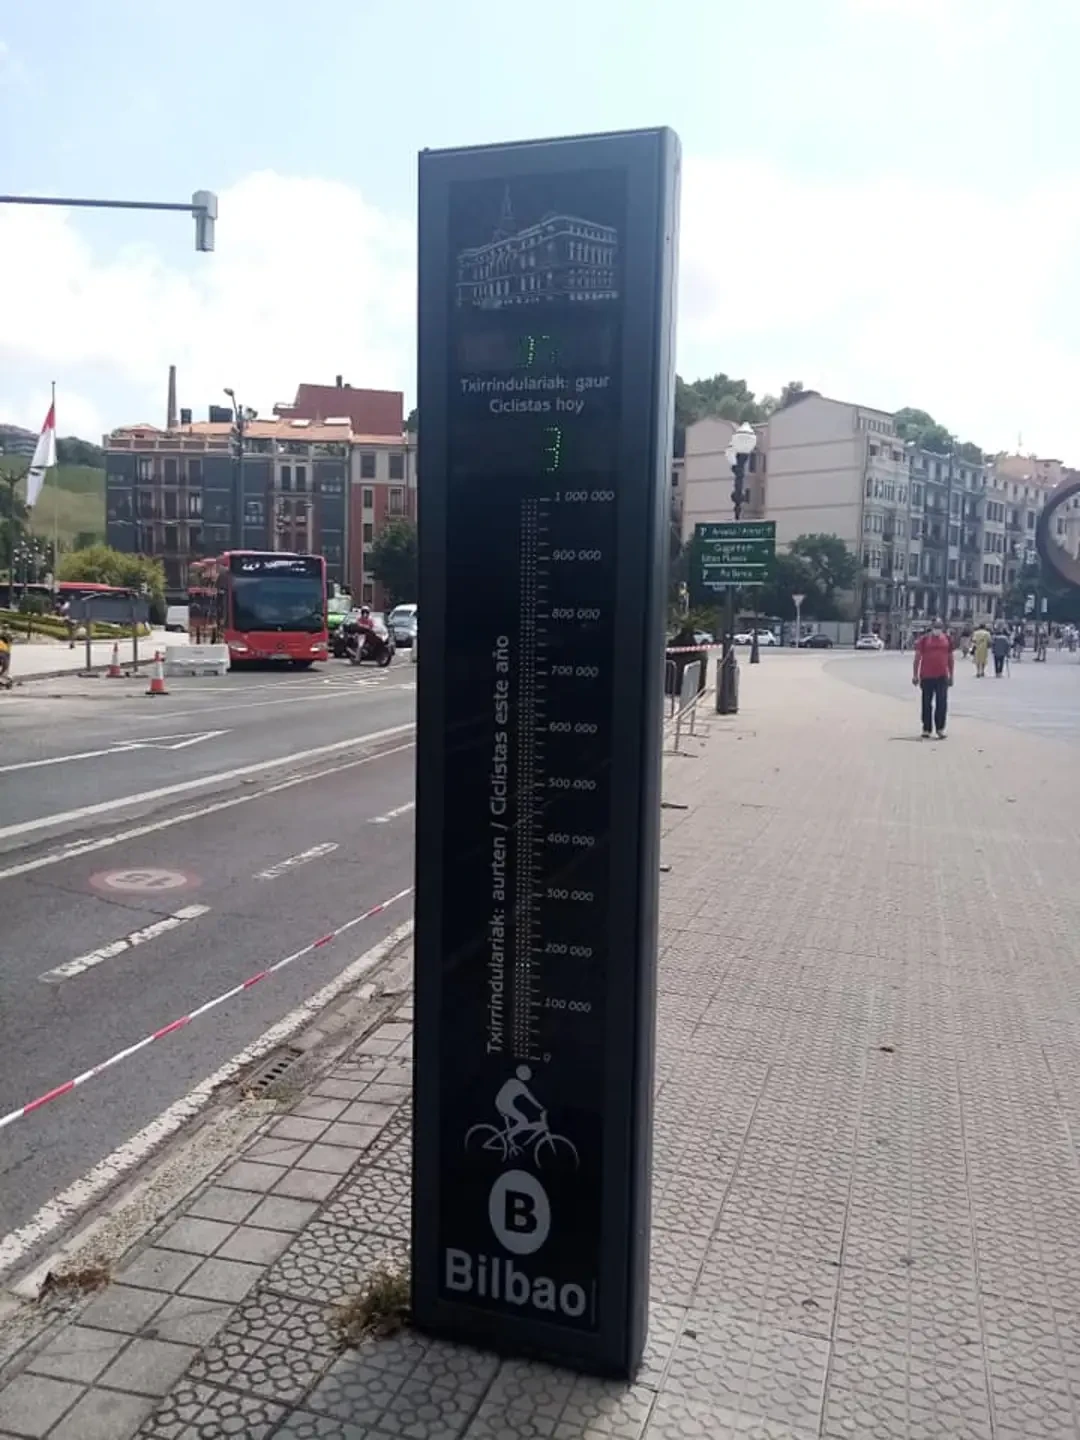 Txirrindulariak: gaur
Ciclistas hoy
3
1 000 000
900 000
800 000
700 000
600 000
500 000
400 000
300 000
200 000
100 000
0
Txirrindulariak: aurten / Ciclistas este año
B
Bilbao